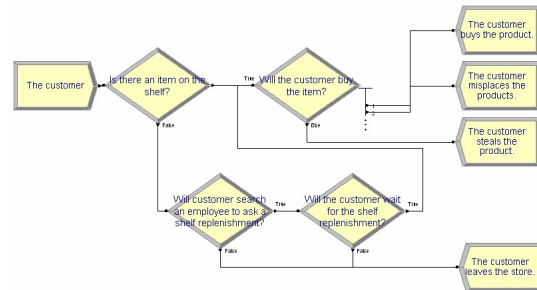 The customer
Is there an item on the
shelf?
True
False
Will the customer buy
the item?
Else
The customer
buys the product.
The customer
misplaces the
products.
The customer
steals the
product.
Will customer search
an employee to ask a
shelf replenishment?
True
False
Will the customer wait
for the shelf
replenishment?
True
False
The customer
leaves the store.